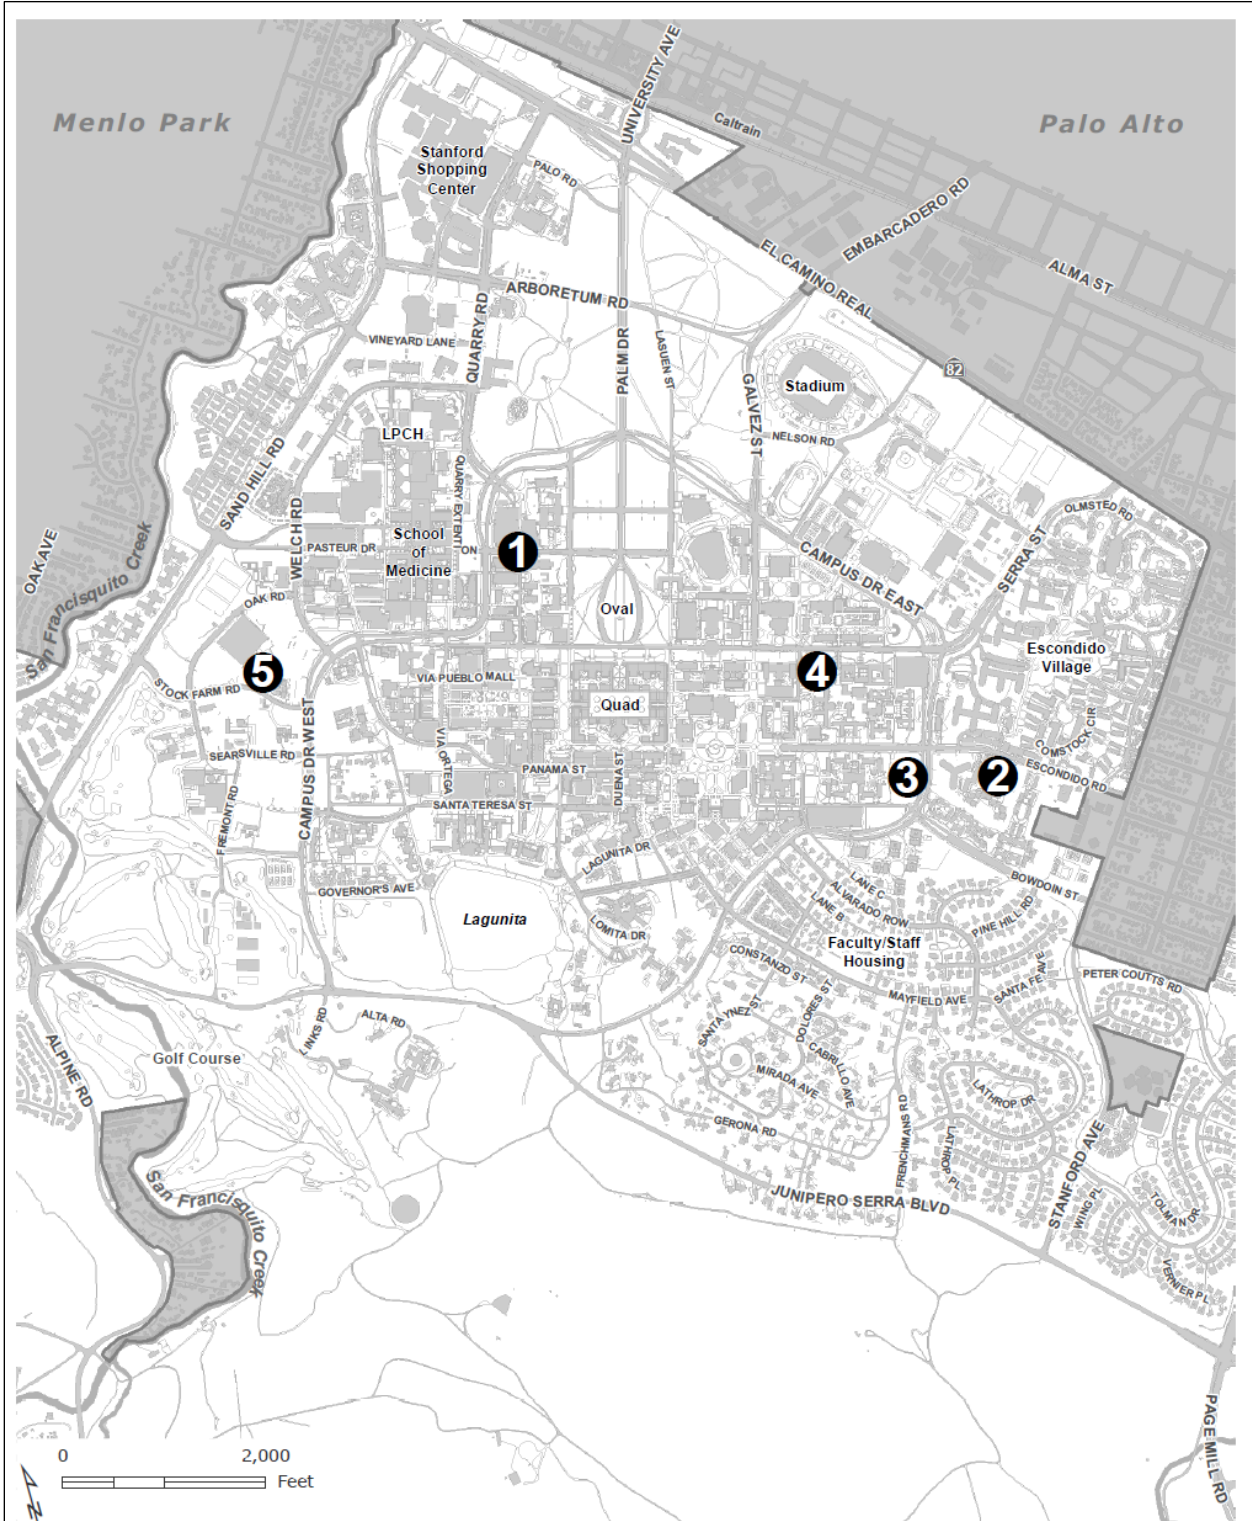 Menlo Park
Palo Alto
UNIVERSITY AVE
Caltrain
Stanford
Shopping
Center
PALO RD
EMBARCADERO RD
EL CAMINO REAL
ALMA ST
ARBORETUM RD
QUARRY RD
PALM DR
LASUEN ST
VINEYARD LANE
82
Stadium
GALVEZ ST
NELSON RD
LPCH
SAND HILL RD
QUARRY EXTENTION
WELCH RD
OLMSTED RD
SERRA ST
School
of
Medicine
PASTEUR DR
1
CAMPUS DR EAST
OAKAVE
San Francisquito Creek
OAK RD
Oval
Escondido
Village
5
4
STOCK FARM RD
VIA PUEBLO MALL
Quad
CAMPUS DR WEST
SEARSVILLE RD
VIA ORTEGA
PANAMA ST
DUENA ST
COMSTOCK CIR
ESCONDIDO RD
3
2
FREMONT RD
SANTA TERESA ST
LAGUNITA DR
GOVERNOR'S AVE
Lagunita
LOMITA DR
LANE C
ALVARADO ROW
LANE B
BOWDOIN ST
PINE HILL RD
Faculty/Staff
Housing
CONSTANZO ST
MAYFIELD AVE
SANTA FE AVE
PETER COUTTS RD
SANTA YNEZ ST
DOLORES ST
LINKS RD
ALTA RD
Golf Course
ALPINE RD
CABRILLO AVE
MIRADA AVE
LATHROP DR
GERONA RD
FRENCHMANS RD
LATHROP PL
STANFORD AVE
JUNIPERO SERRA BLVD
WING PL
TOLMAN DR
VERNIER PL
San Francisquito Creek
PAGE MILL RD
0
2,000
Feet
N